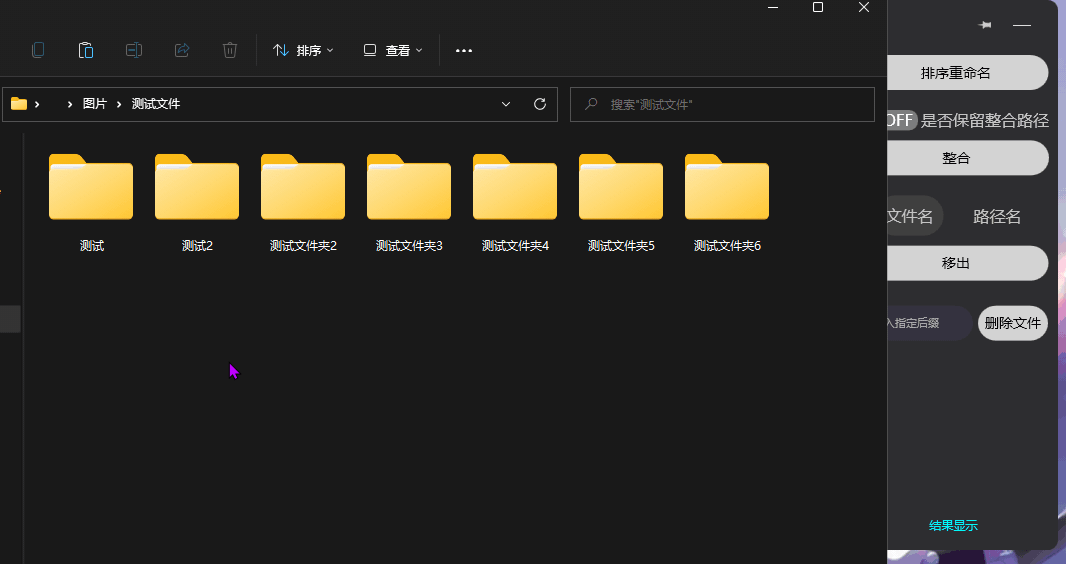 排序 查看
图片 测试文件
搜索"测试文件"
测试 测试2 测试文件夹2 测试文件夹3 测试文件夹4 测试文件夹5 测试文件夹6
排序重命名
OFF 是否保留整合路径
整合
文件名 路径名
移出
入指定后缀 删除文件
结果显示